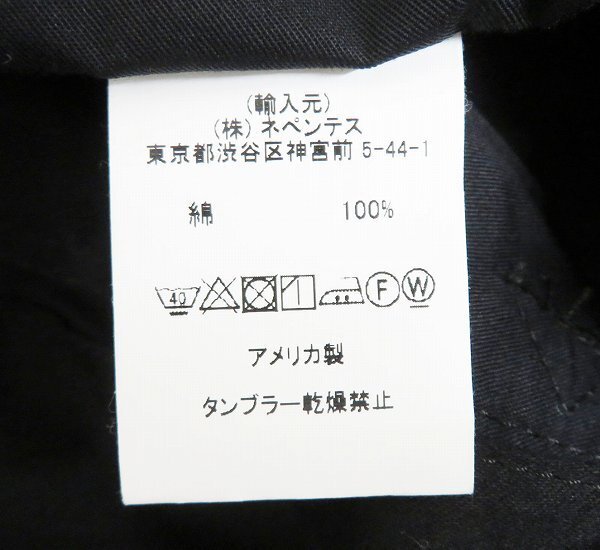 (輸入元)
(株) ネペンテス
東京都渋谷区神宮前 5-44-1
綿 100%
40 F W
アメリカ製
タンブラー乾燥禁止